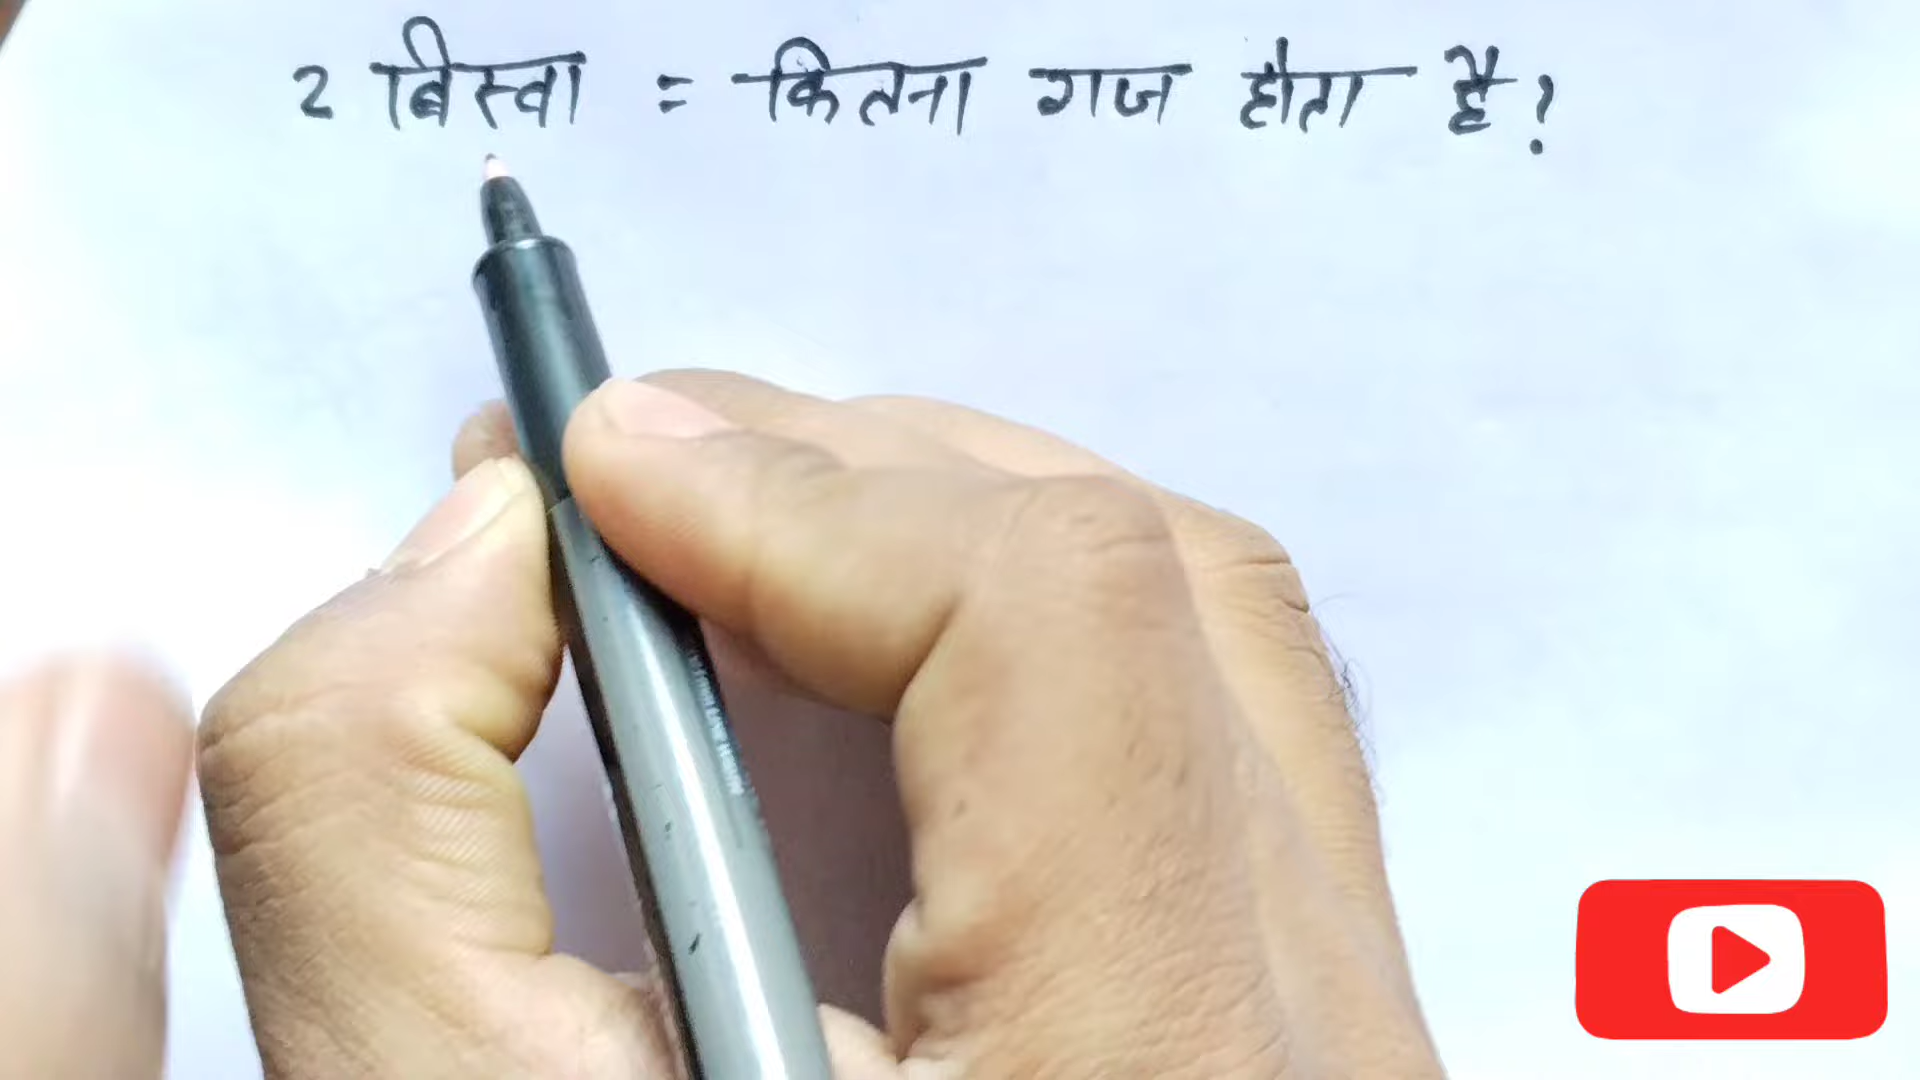 2 बिस्वा = कितना गज होता है?